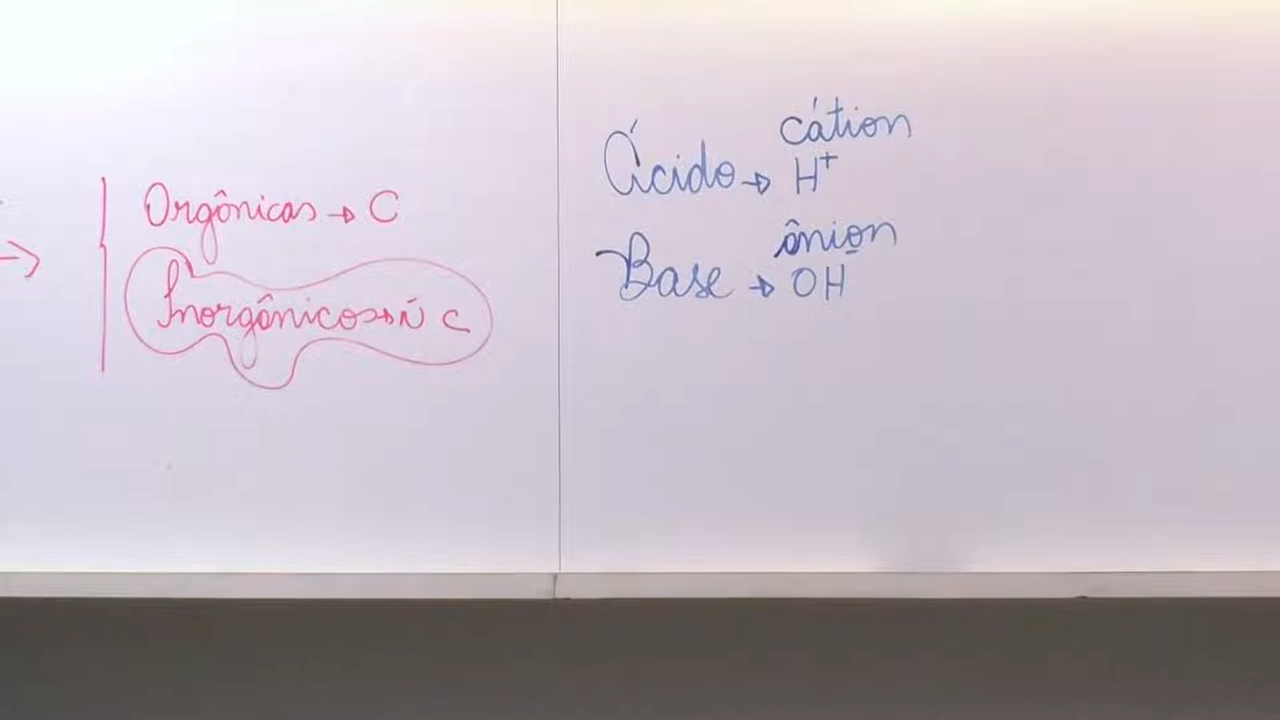 Orgânicas → C
Inorgânicos → Ñ C
cátion
Ácido → H⁺
ânion
Base → OH⁻